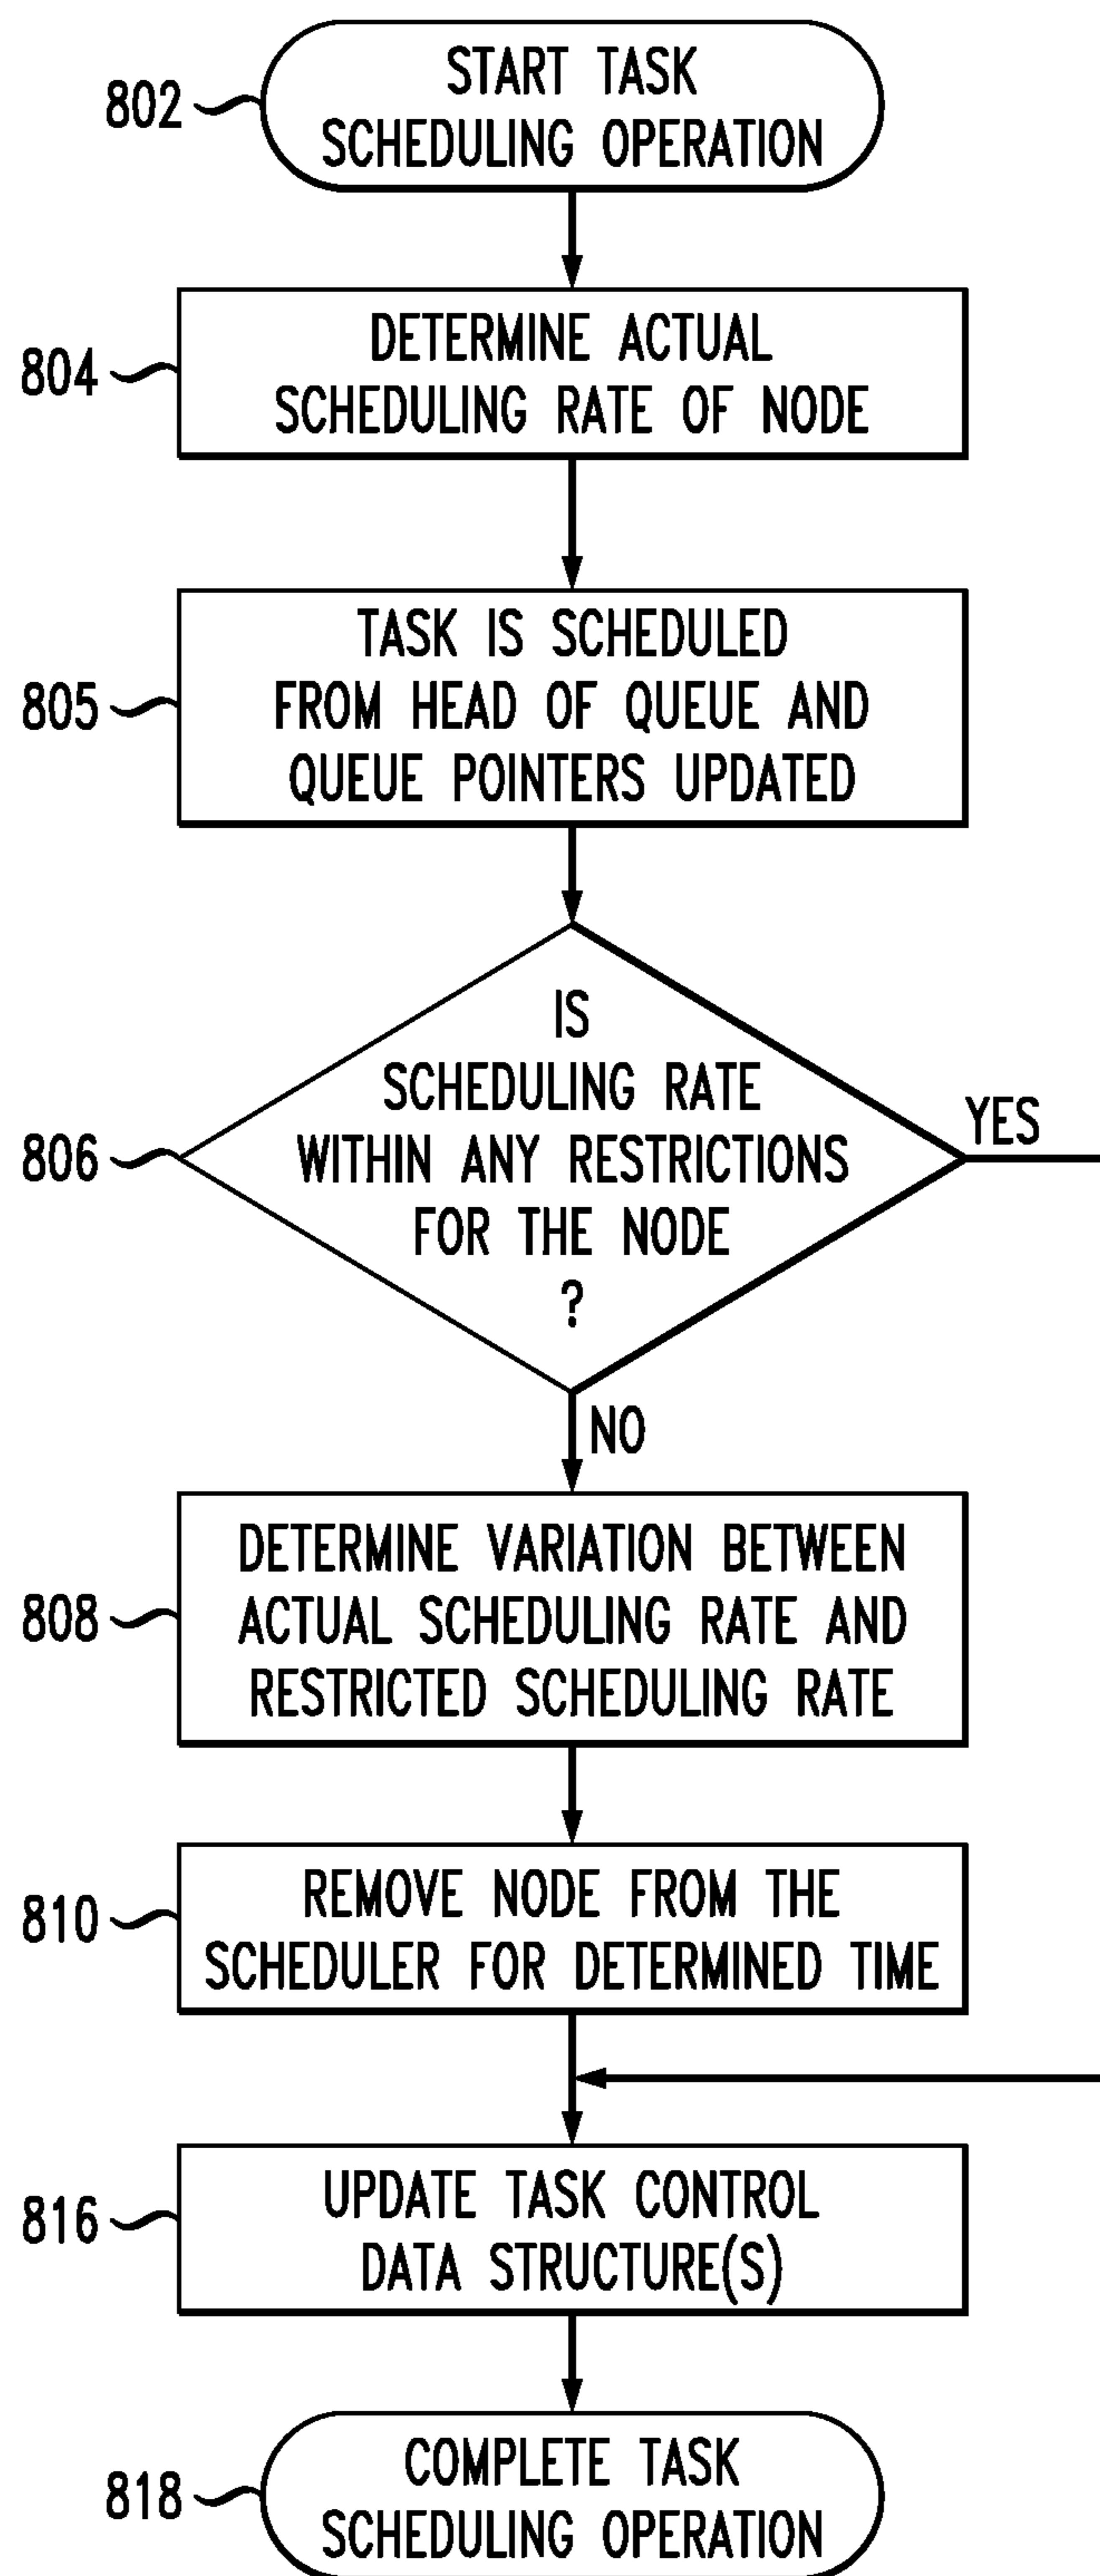 802
START TASK
SCHEDULING OPERATION
804
DETERMINE ACTUAL
SCHEDULING RATE OF NODE
805
TASK IS SCHEDULED
FROM HEAD OF QUEUE AND
QUEUE POINTERS UPDATED
806
IS
SCHEDULING RATE
WITHIN ANY RESTRICTIONS
FOR THE NODE
?
YES
NO
808
DETERMINE VARIATION BETWEEN
ACTUAL SCHEDULING RATE AND
RESTRICTED SCHEDULING RATE
810
REMOVE NODE FROM THE
SCHEDULER FOR DETERMINED TIME
816
UPDATE TASK CONTROL
DATA STRUCTURE(S)
818
COMPLETE TASK
SCHEDULING OPERATION